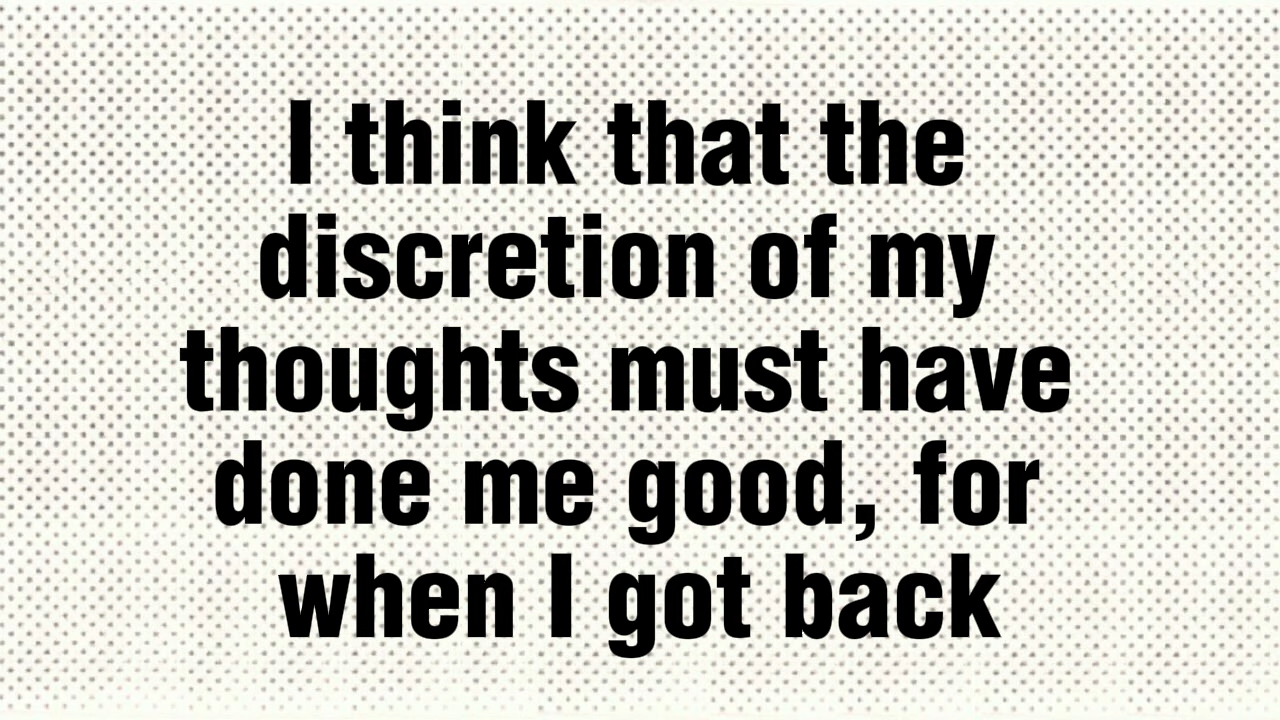 I think that the
discretion of my
thoughts must have
done me good, for
when I got back